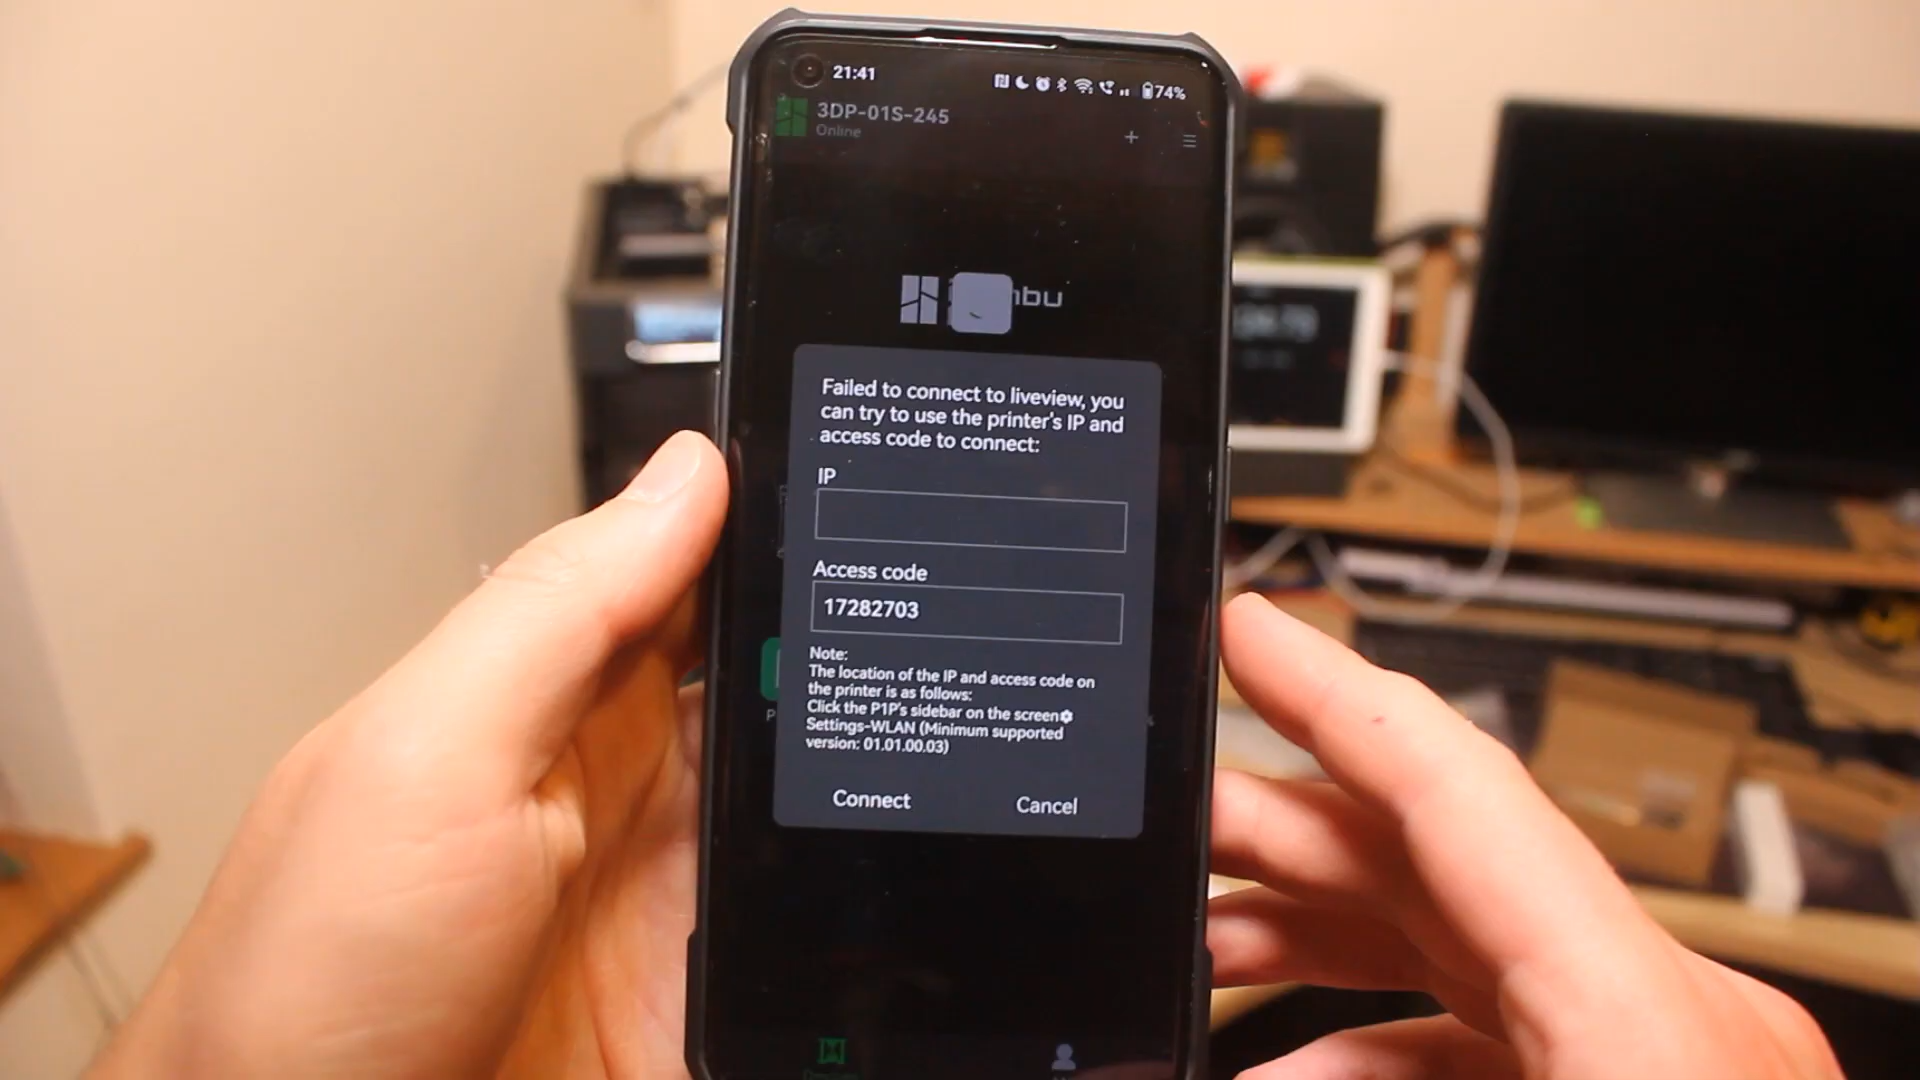 21:41
74%
3DP-01S-245
Online
Failed to connect to liveview, you
can try to use the printer's IP and
access code to connect:
IP
Access code
17282703
Note:
The location of the IP and access code on
the printer is as follows:
Click the P1P's sidebar on the screen
Settings-WLAN (Minimum supported
version: 01.01.00.03)
Connect
Cancel